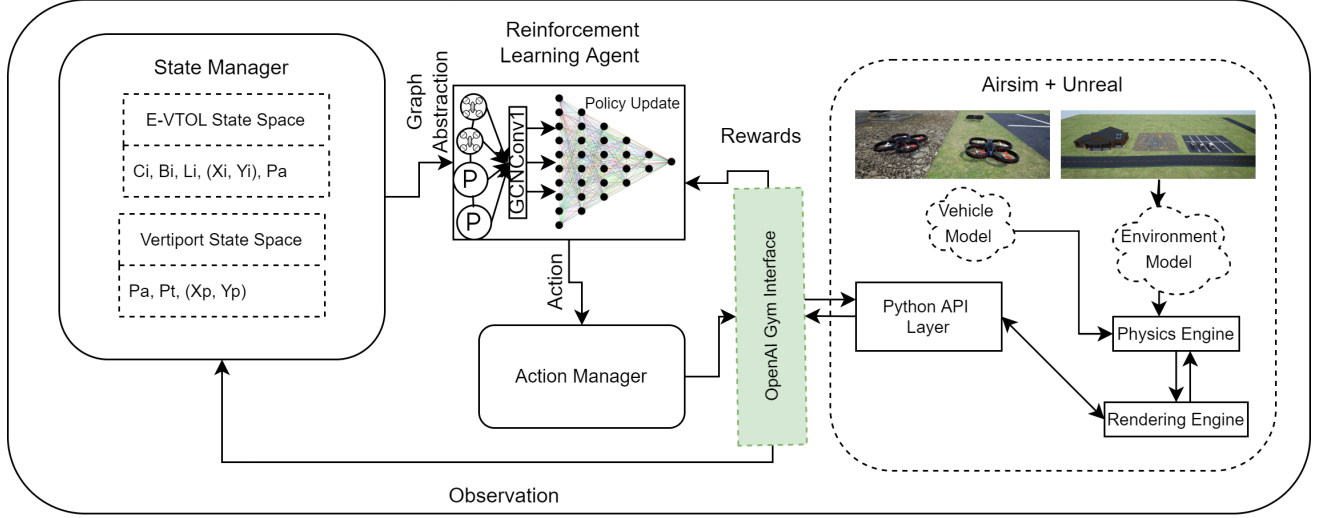 State Manager
E-VTOL State Space
Ci, Bi, Li, (Xi, Yi), Pa
Vertiport State Space
Pa, Pt, (Xp, Yp)
Graph
Abstraction
Reinforcement
Learning Agent
Policy Update
P
P
GCNConv1
Action
Action Manager
Rewards
OpenAI Gym Interface
Airsim + Unreal
Vehicle
Model
Environment
Model
Python API
Layer
Physics Engine
Rendering Engine
Observation